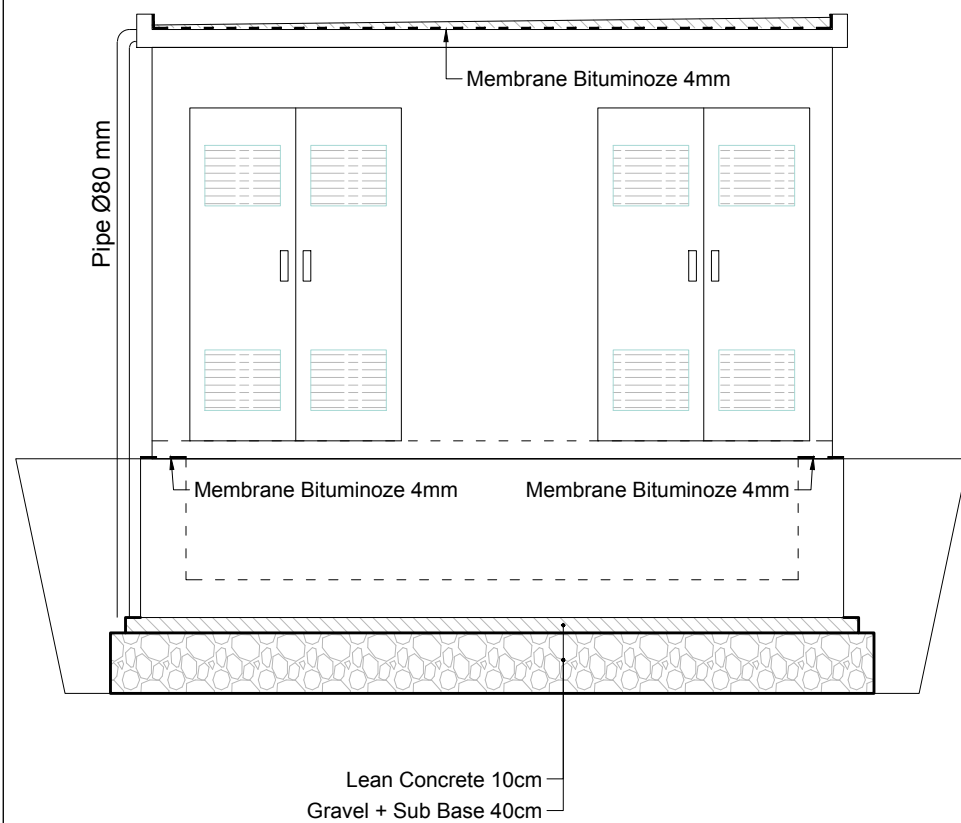 Membrane Bituminoze 4mm
Pipe Ø80 mm
Membrane Bituminoze 4mm
Membrane Bituminoze 4mm
Lean Concrete 10cm
Gravel + Sub Base 40cm